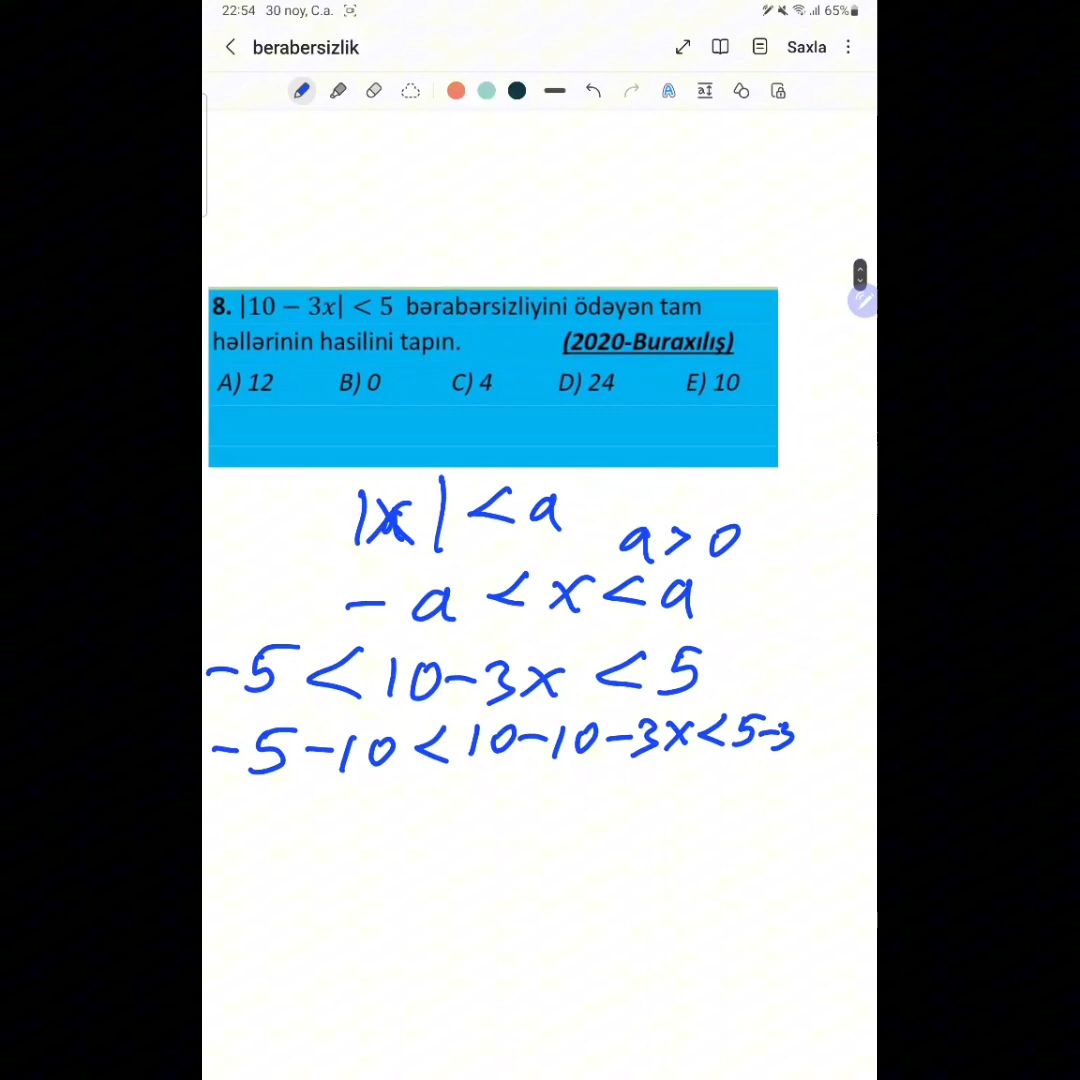 22:54 30 noy, C.a. 65%
berabersizlik Saxla
8. |10 − 3x| < 5 bərabərsizliyini ödəyən tam
həllərinin hasilini tapın. (2020-Buraxılış)
A) 12 B) 0 C) 4 D) 24 E) 10
|x| < a
a > 0
- a < x < a
-5 < 10-3x < 5
-5-10 < 10-10-3x < 5-3